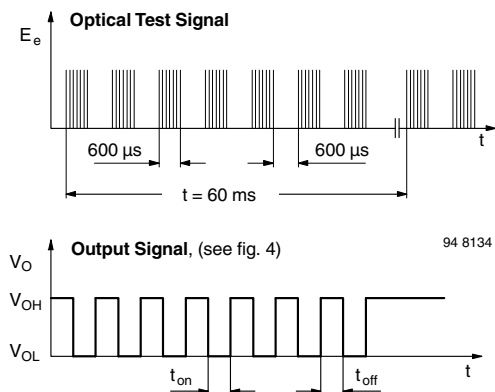 Optical Test Signal
E e
t
600 µs
600 µs
t = 60 ms
Output Signal, (see fig. 4)
94 8134
V O
V OH
V OL
t on
t off
t